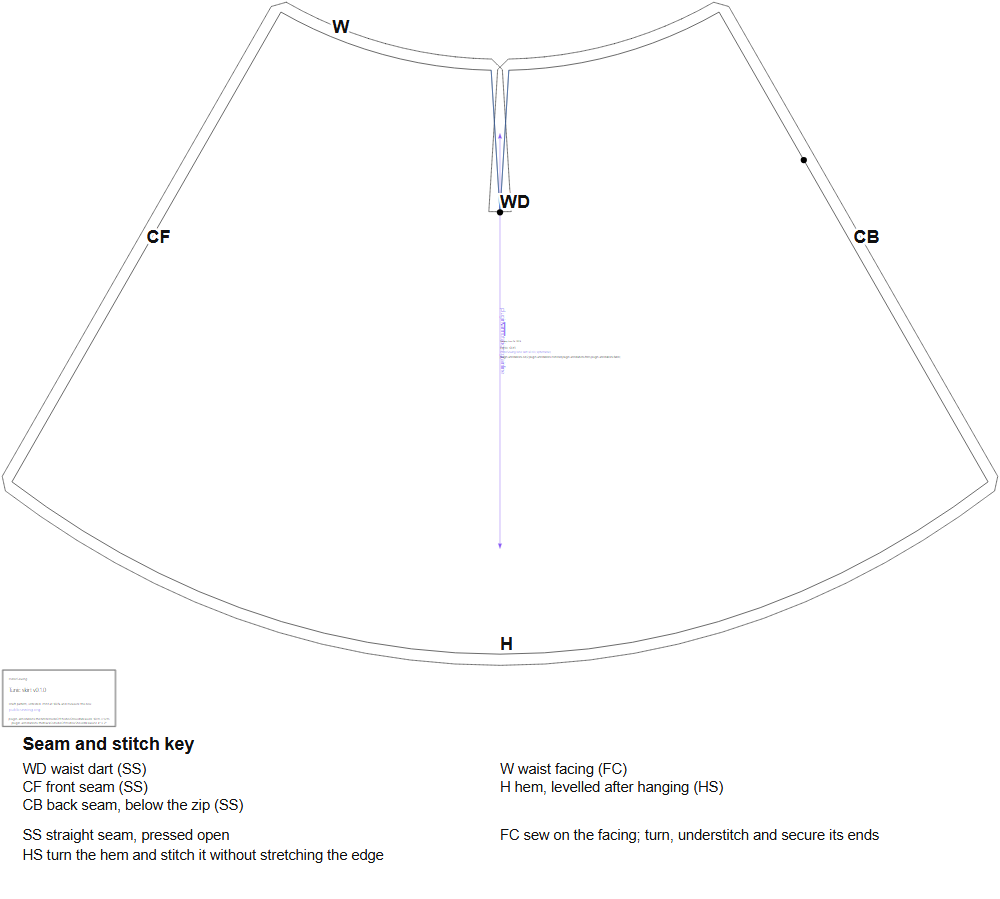 W
WD
CF
CB
H
Seam and stitch key
WD waist dart (SS)
CF front seam (SS)
CB back seam, below the zip (SS)
W waist facing (FC)
H hem, levelled after hanging (HS)
SS straight seam, pressed open
HS turn the hem and stitch it without stretching the edge
FC sew on the facing; turn, understitch and secure its ends